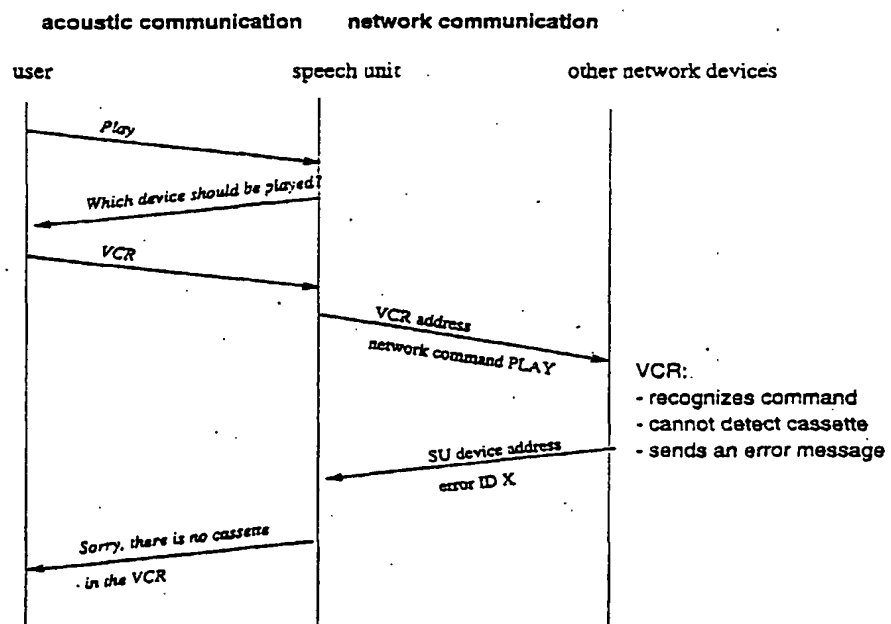 acoustic communication network communication
user speech unit other network devices
Play
Which device should be played?
VCR
VCR address
network command PLAY
VCR:
- recognizes command
- cannot detect cassette
- sends an error message
SU device address
error ID X
Sorry, there is no cassette
in the VCR